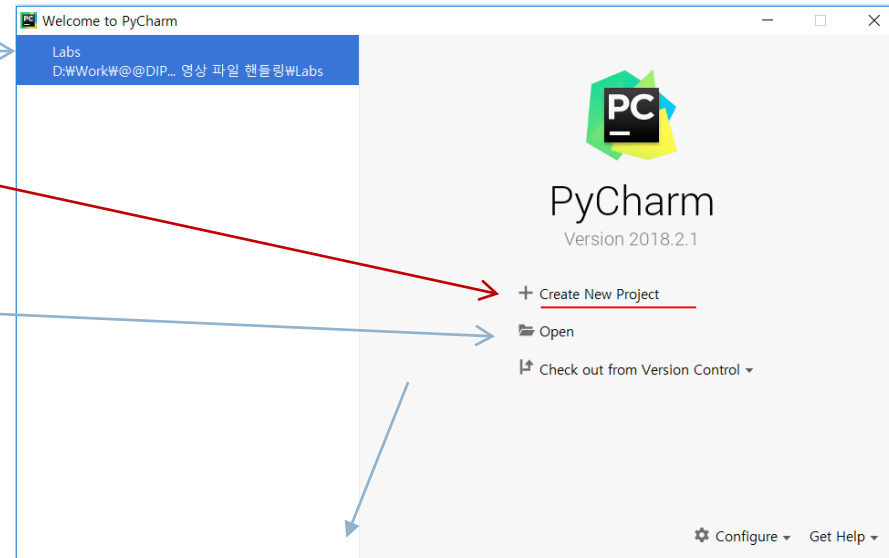 Welcome to PyCharm
Labs
D:₩Work₩@@DIP... 영상 파일 핸들링₩Labs
PC
PyCharm
Version 2018.2.1
Create New Project
Open
Check out from Version Control
Configure Get Help